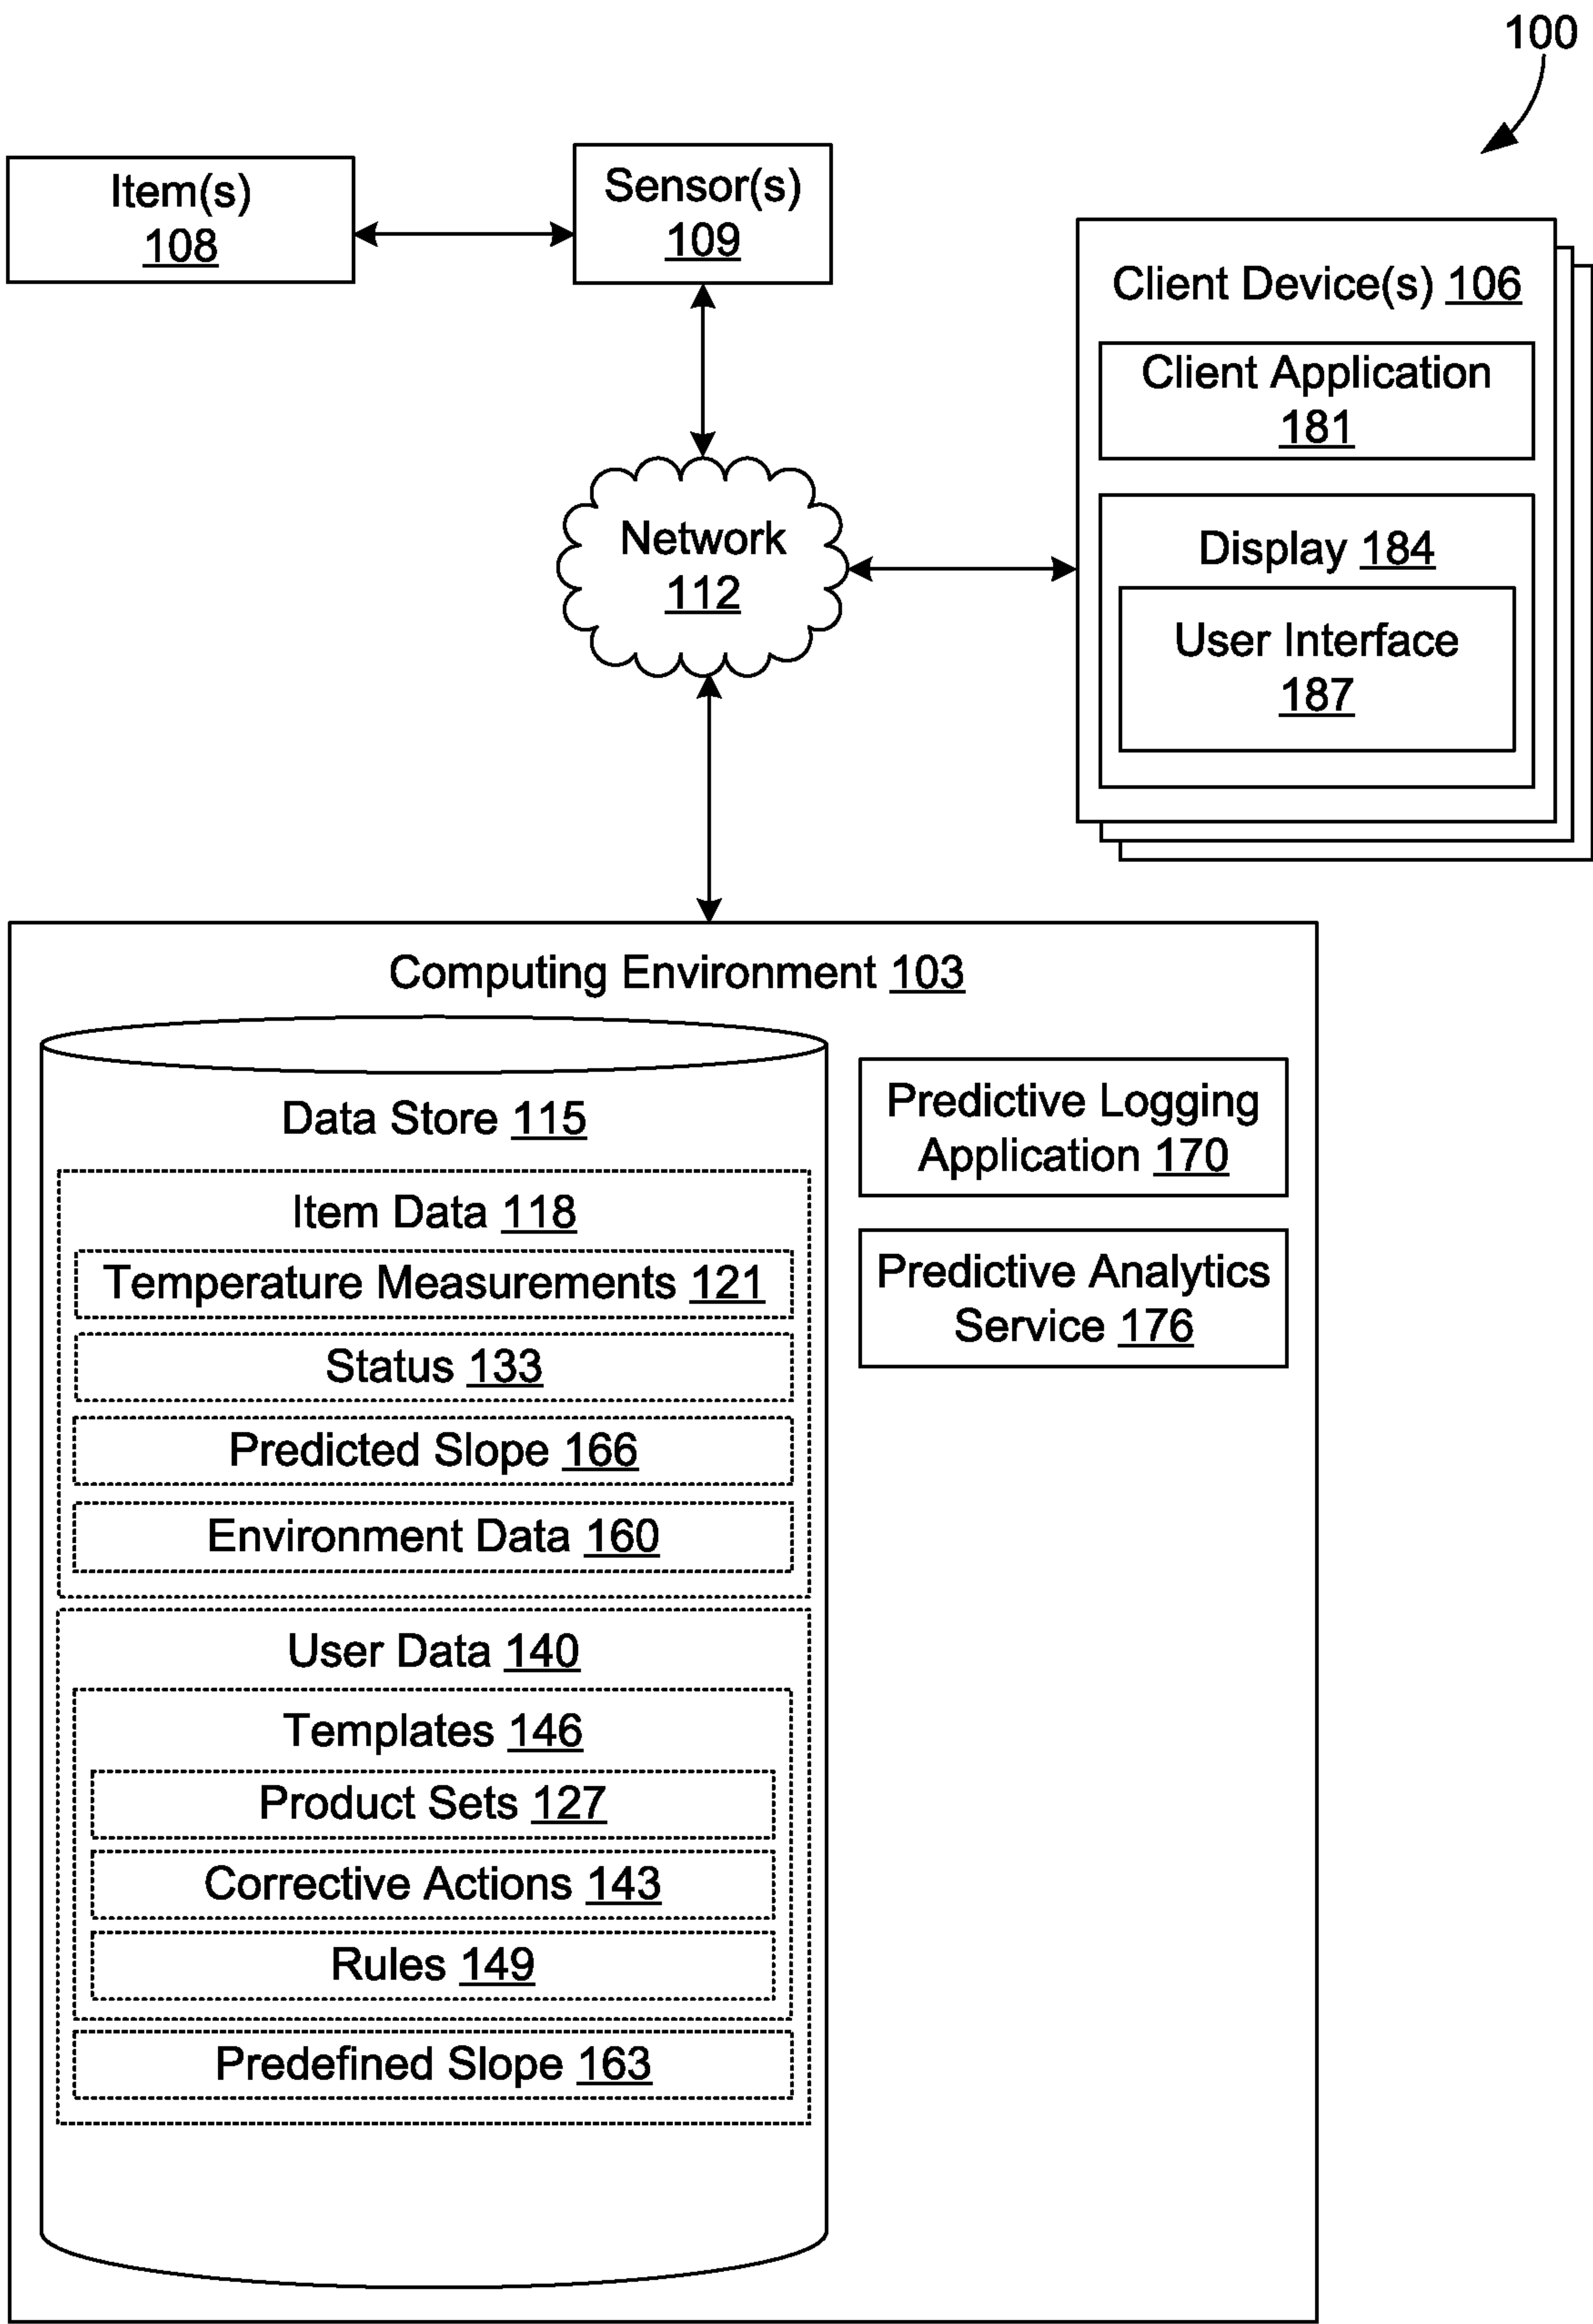 100
Item(s)
108
Sensor(s)
109
Client Device(s) 106
Client Application
181
Display 184
User Interface
187
Network
112
Computing Environment 103
Data Store 115
Item Data 118
Temperature Measurements 121
Status 133
Predicted Slope 166
Environment Data 160
User Data 140
Templates 146
Product Sets 127
Corrective Actions 143
Rules 149
Predefined Slope 163
Predictive Logging
Application 170
Predictive Analytics
Service 176